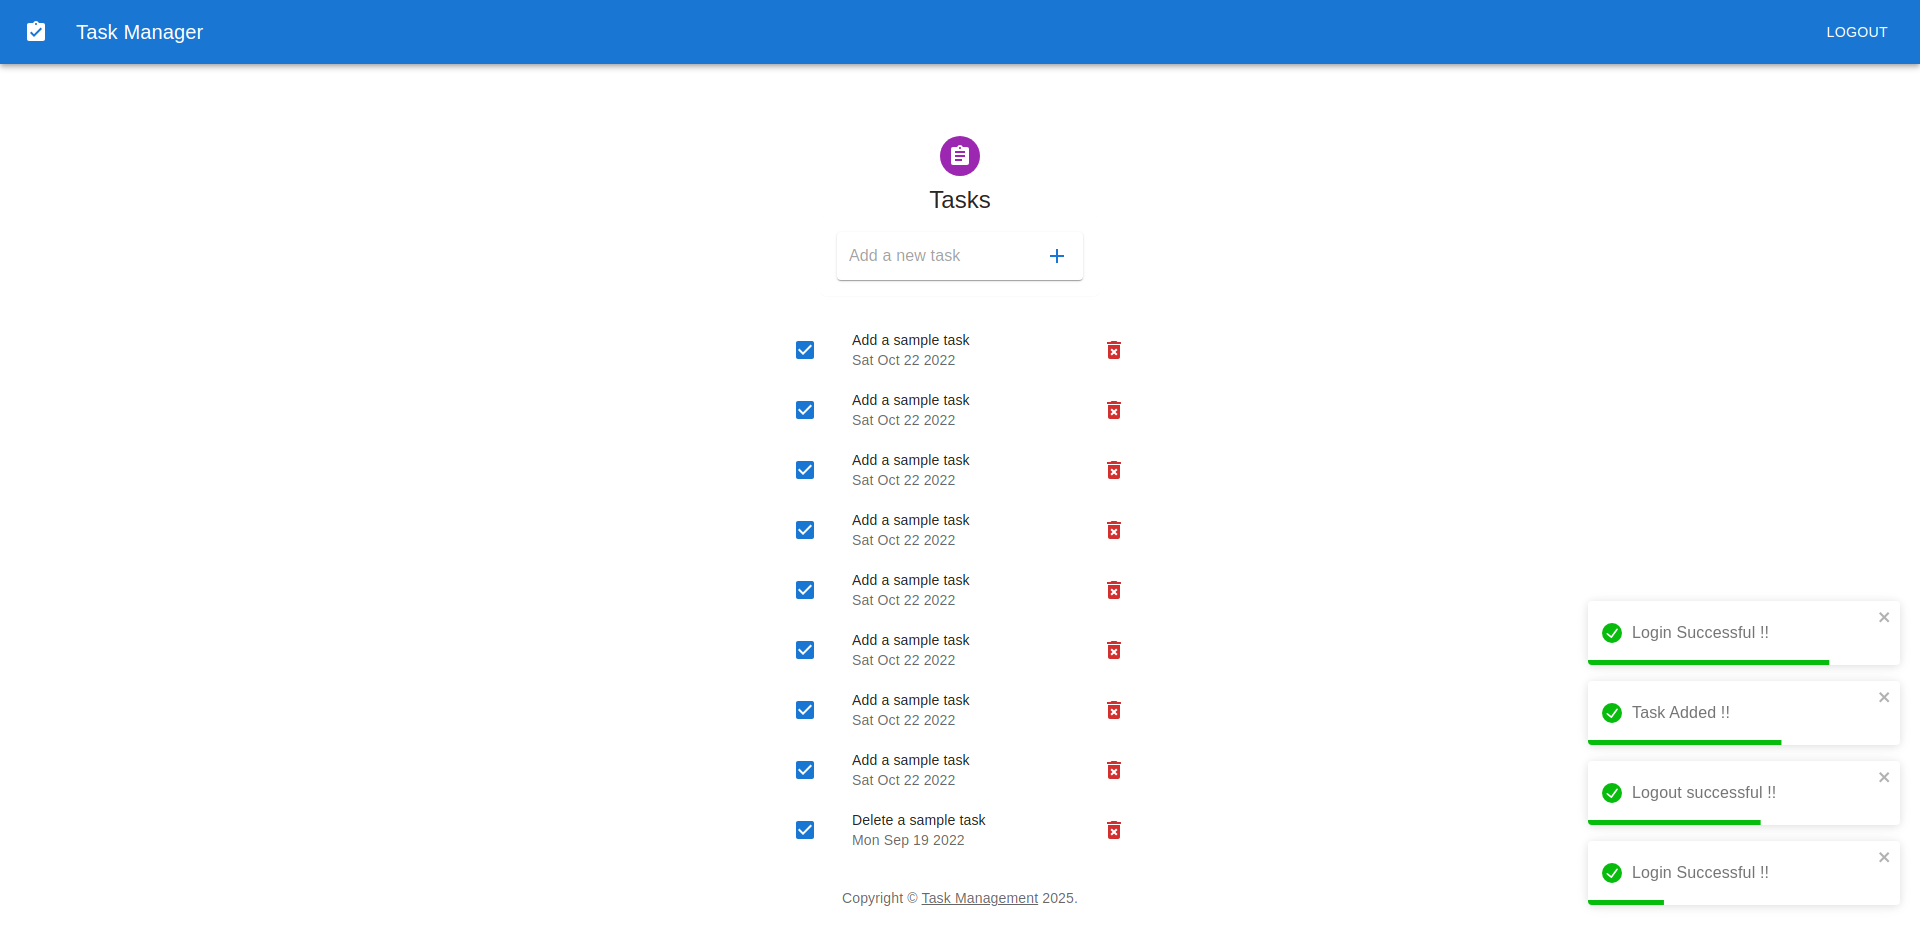 Task Manager
LOGOUT
Tasks
Add a new task
Add a sample task
Sat Oct 22 2022
Add a sample task
Sat Oct 22 2022
Add a sample task
Sat Oct 22 2022
Add a sample task
Sat Oct 22 2022
Add a sample task
Sat Oct 22 2022
Add a sample task
Sat Oct 22 2022
Add a sample task
Sat Oct 22 2022
Add a sample task
Sat Oct 22 2022
Delete a sample task
Mon Sep 19 2022
Copyright © Task Management 2025.
Login Successful !!
Task Added !!
Logout successful !!
Login Successful !!